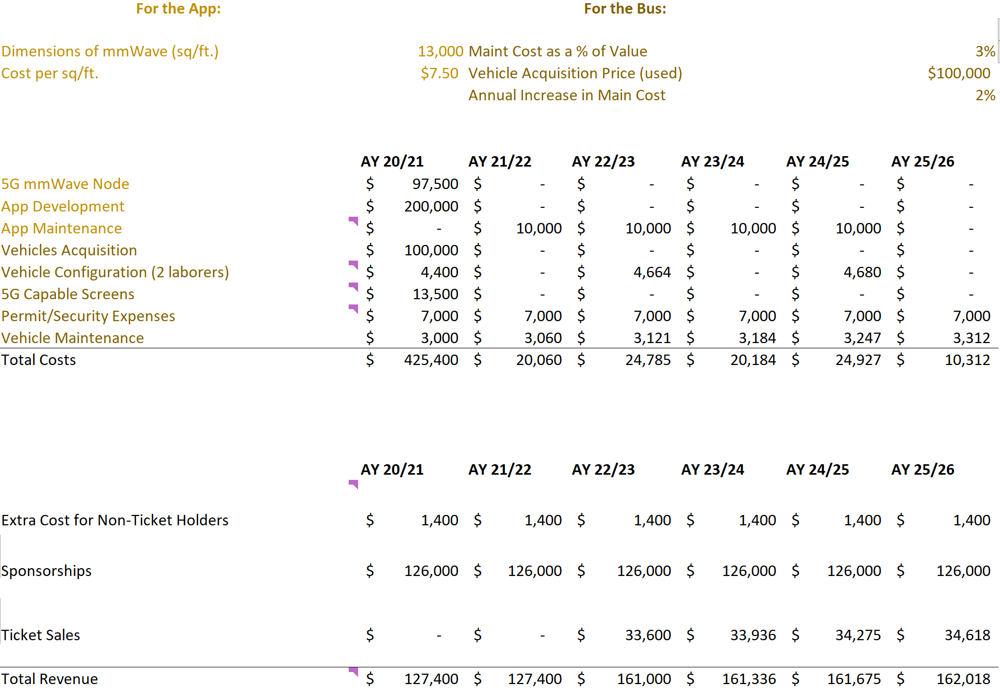 For the App: For the Bus:
Dimensions of mmWave (sq/ft.) 13,000 Maint Cost as a % of Value 3%
Cost per sq/ft. $7.50 Vehicle Acquisition Price (used) $100,000
Annual Increase in Main Cost 2%
AY 20/21 AY 21/22 AY 22/23 AY 23/24 AY 24/25 AY 25/26
5G mmWave Node $ 97,500 $ - $ - $ - $ - $ -
App Development $ 200,000 $ - $ - $ - $ - $ -
App Maintenance $ - $ 10,000 $ 10,000 $ 10,000 $ 10,000 $ -
Vehicles Acquisition $ 100,000 $ - $ - $ - $ - $ -
Vehicle Configuration (2 laborers) $ 4,400 $ - $ 4,664 $ - $ 4,680 $ -
5G Capable Screens $ 13,500 $ - $ - $ - $ - $ -
Permit/Security Expenses $ 7,000 $ 7,000 $ 7,000 $ 7,000 $ 7,000 $ 7,000
Vehicle Maintenance $ 3,000 $ 3,060 $ 3,121 $ 3,184 $ 3,247 $ 3,312
Total Costs $ 425,400 $ 20,060 $ 24,785 $ 20,184 $ 24,927 $ 10,312
AY 20/21 AY 21/22 AY 22/23 AY 23/24 AY 24/25 AY 25/26
Extra Cost for Non-Ticket Holders $ 1,400 $ 1,400 $ 1,400 $ 1,400 $ 1,400 $ 1,400
Sponsorships $ 126,000 $ 126,000 $ 126,000 $ 126,000 $ 126,000 $ 126,000
Ticket Sales $ - $ - $ 33,600 $ 33,936 $ 34,275 $ 34,618
Total Revenue $ 127,400 $ 127,400 $ 161,000 $ 161,336 $ 161,675 $ 162,018